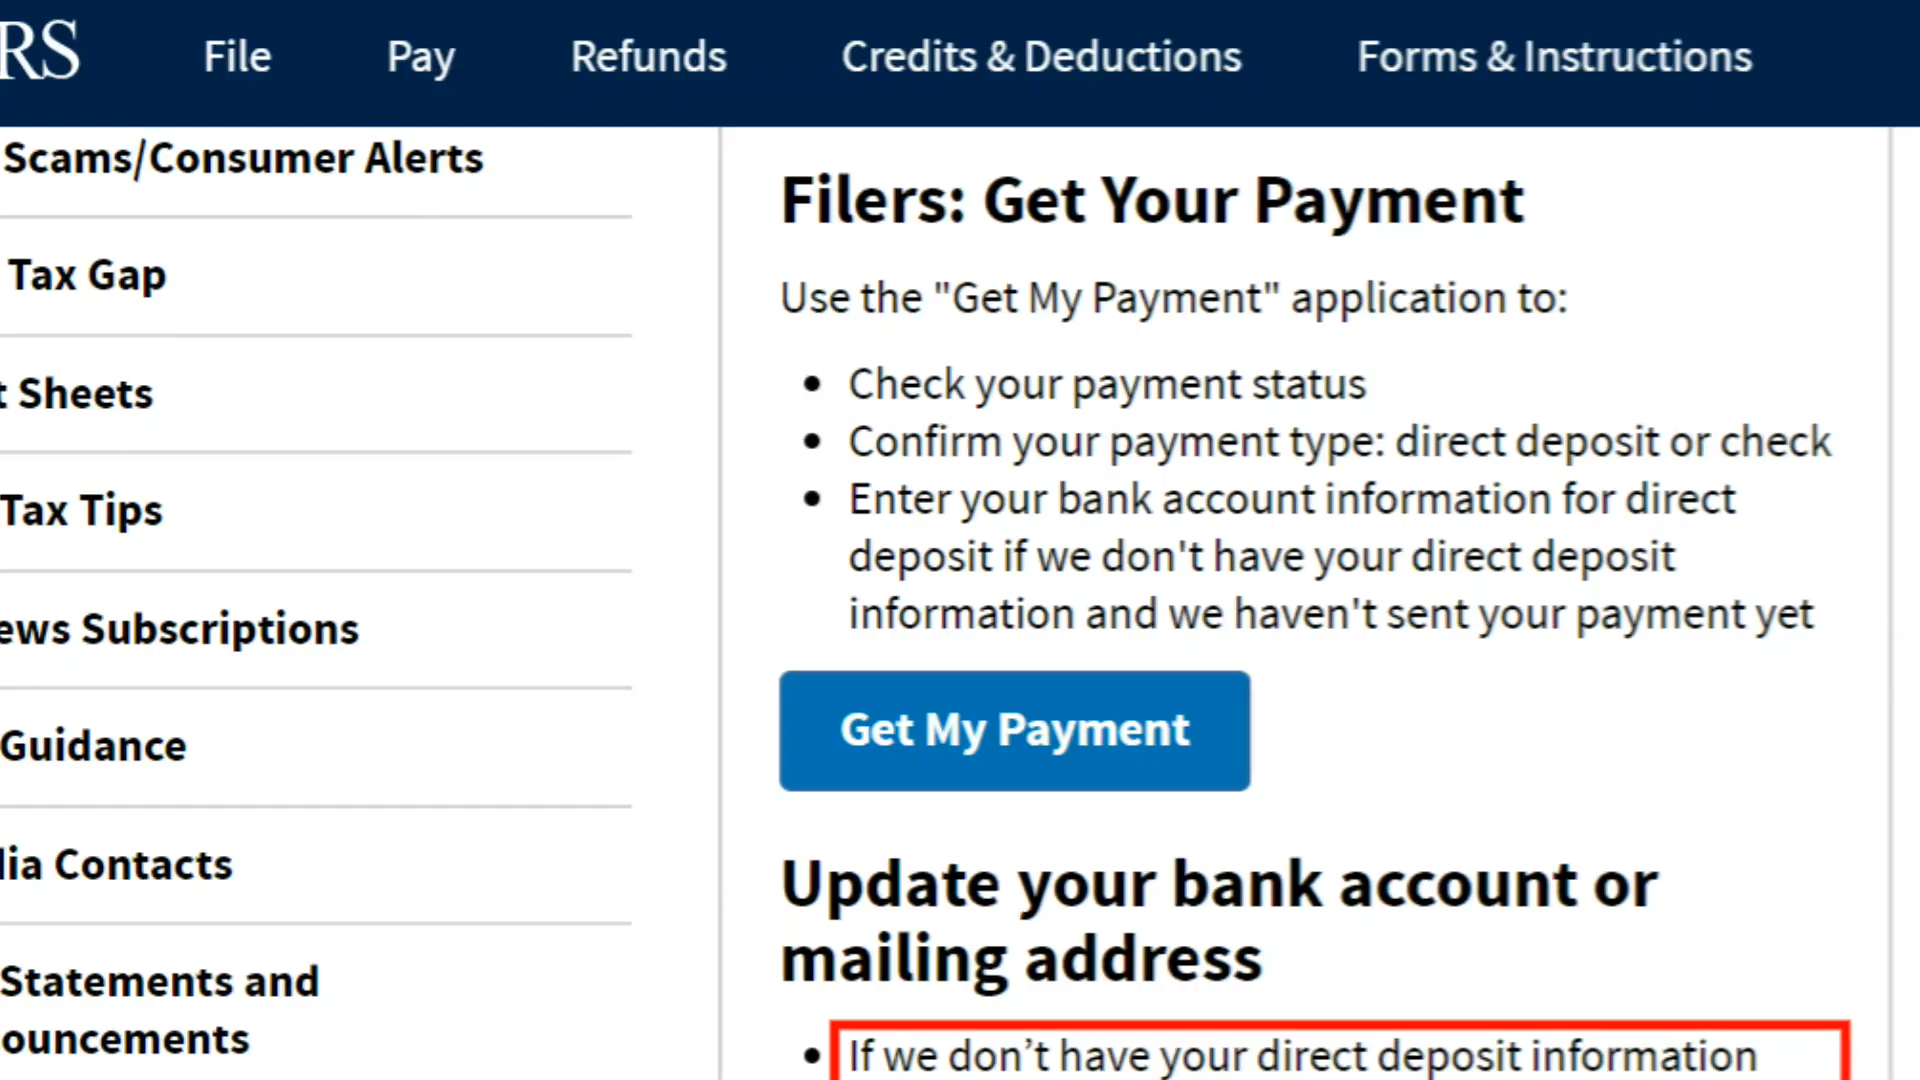 RS File Pay Refunds Credits & Deductions Forms & Instructions
Scams/Consumer Alerts
Tax Gap
t Sheets
Tax Tips
ews Subscriptions
Guidance
lia Contacts
Statements and
ouncements
Filers: Get Your Payment
Use the "Get My Payment" application to:
• Check your payment status
• Confirm your payment type: direct deposit or check
• Enter your bank account information for direct
deposit if we don't have your direct deposit
information and we haven't sent your payment yet
Get My Payment
Update your bank account or
mailing address
• If we don’t have your direct deposit information